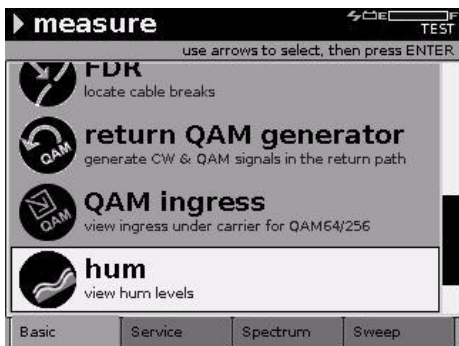 measure
E F
TEST
use arrows to select, then press ENTER
FDR
locate cable breaks
QAM
return QAM generator
generate CW & QAM signals in the return path
QAM
QAM ingress
view ingress under carrier for QAM64/256
hum
view hum levels
Basic Service Spectrum Sweep